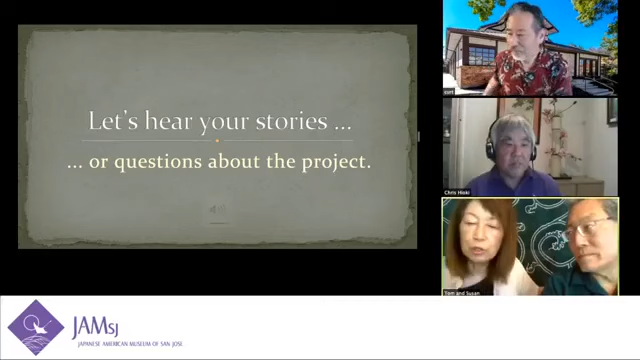 Let's hear your stories ...
... or questions about the project.
Chris Hioki
Tom and Susan
JAMsj
JAPANESE AMERICAN MUSEUM OF SAN JOSE